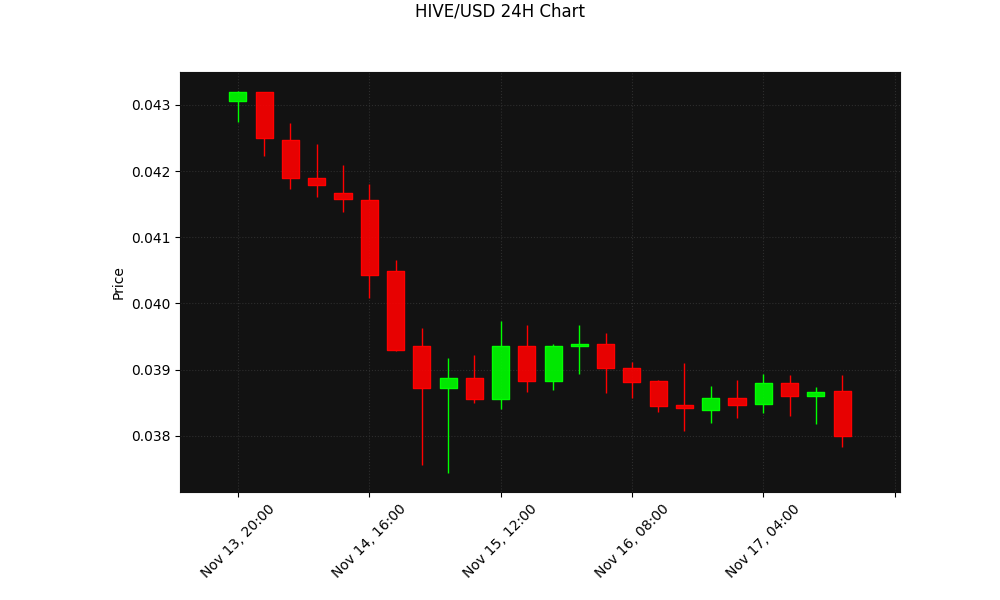 HIVE/USD 24H Chart
Price
0.043
0.042
0.041
0.040
0.039
0.038
Nov 13, 20:00
Nov 14, 16:00
Nov 15, 12:00
Nov 16, 08:00
Nov 17, 04:00